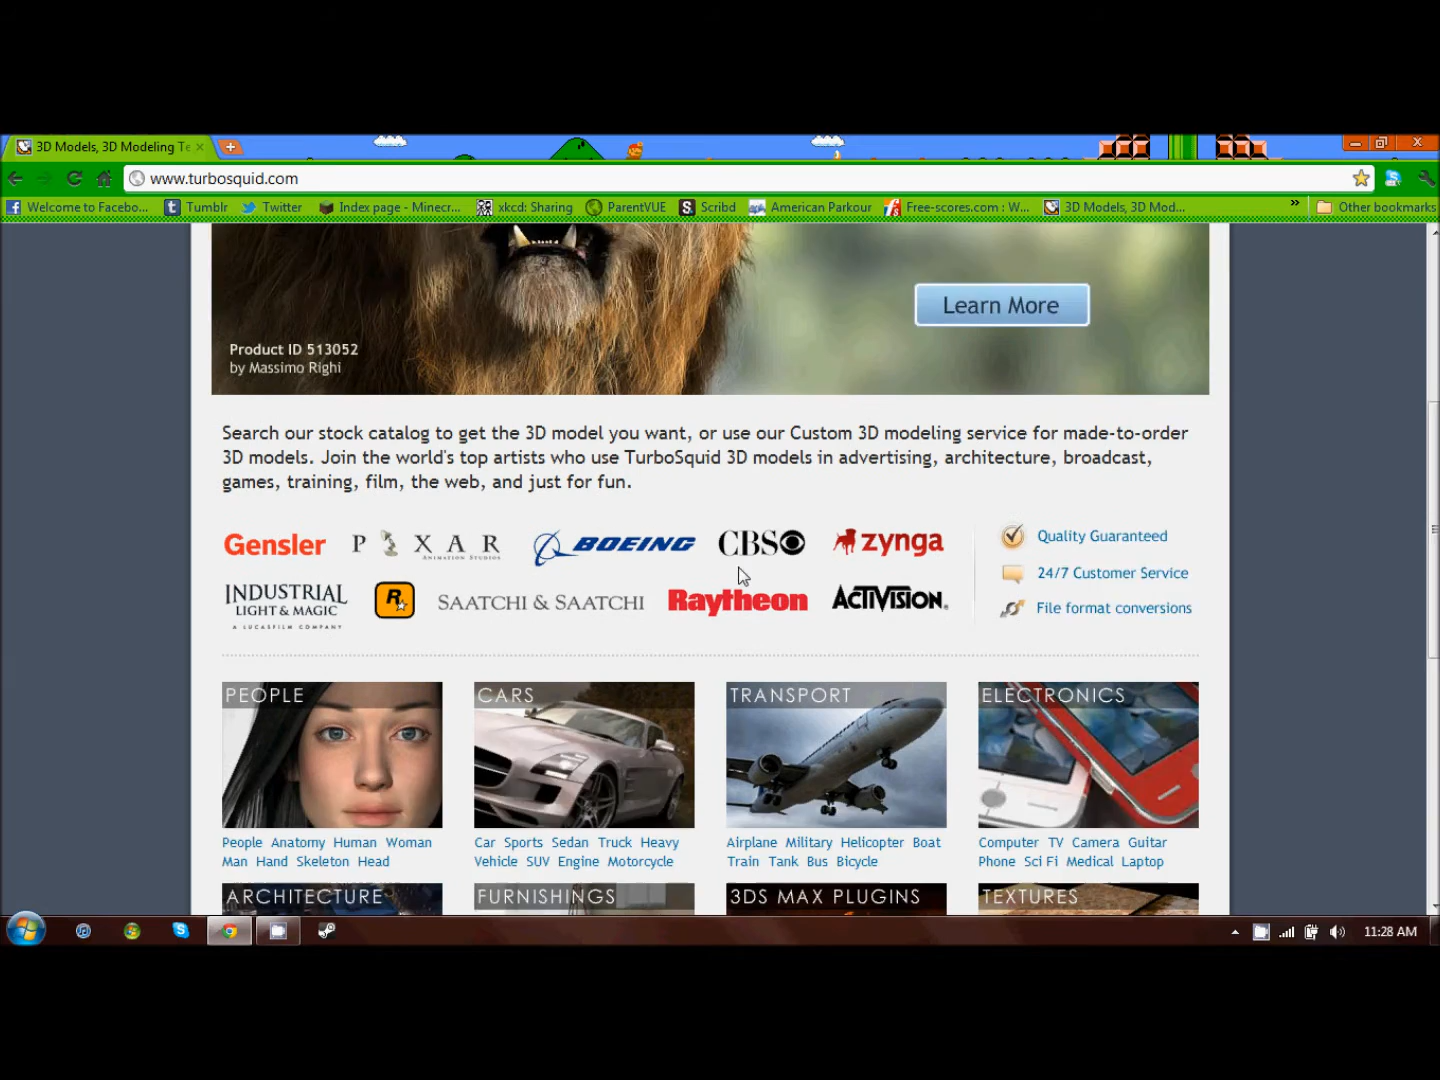 3D Models, 3D Modeling Te
www.turbosquid.com
Welcome to Facebo... Tumblr Twitter Index page - Minecr... xkcd: Sharing ParentVUE Scribd American Parkour Free-scores.com : W... 3D Models, 3D Mod... » Other bookmarks
Learn More
Product ID 513052
by Massimo Righi
Search our stock catalog to get the 3D model you want, or use our Custom 3D modeling service for made-to-order
3D models. Join the world's top artists who use TurboSquid 3D models in advertising, architecture, broadcast,
games, training, film, the web, and just for fun.
Gensler PIXAR BOEING CBS zynga
ANIMATION STUDIOS
INDUSTRIAL
LIGHT & MAGIC
A LUCASFILM COMPANY
R SAATCHI & SAATCHI Raytheon ACTIVISION.
Quality Guaranteed
24/7 Customer Service
File format conversions
PEOPLE CARS TRANSPORT ELECTRONICS
People Anatomy Human Woman
Man Hand Skeleton Head
Car Sports Sedan Truck Heavy
Vehicle SUV Engine Motorcycle
Airplane Military Helicopter Boat
Train Tank Bus Bicycle
Computer TV Camera Guitar
Phone Sci Fi Medical Laptop
ARCHITECTURE FURNISHINGS 3DS MAX PLUGINS TEXTURES
11:28 AM